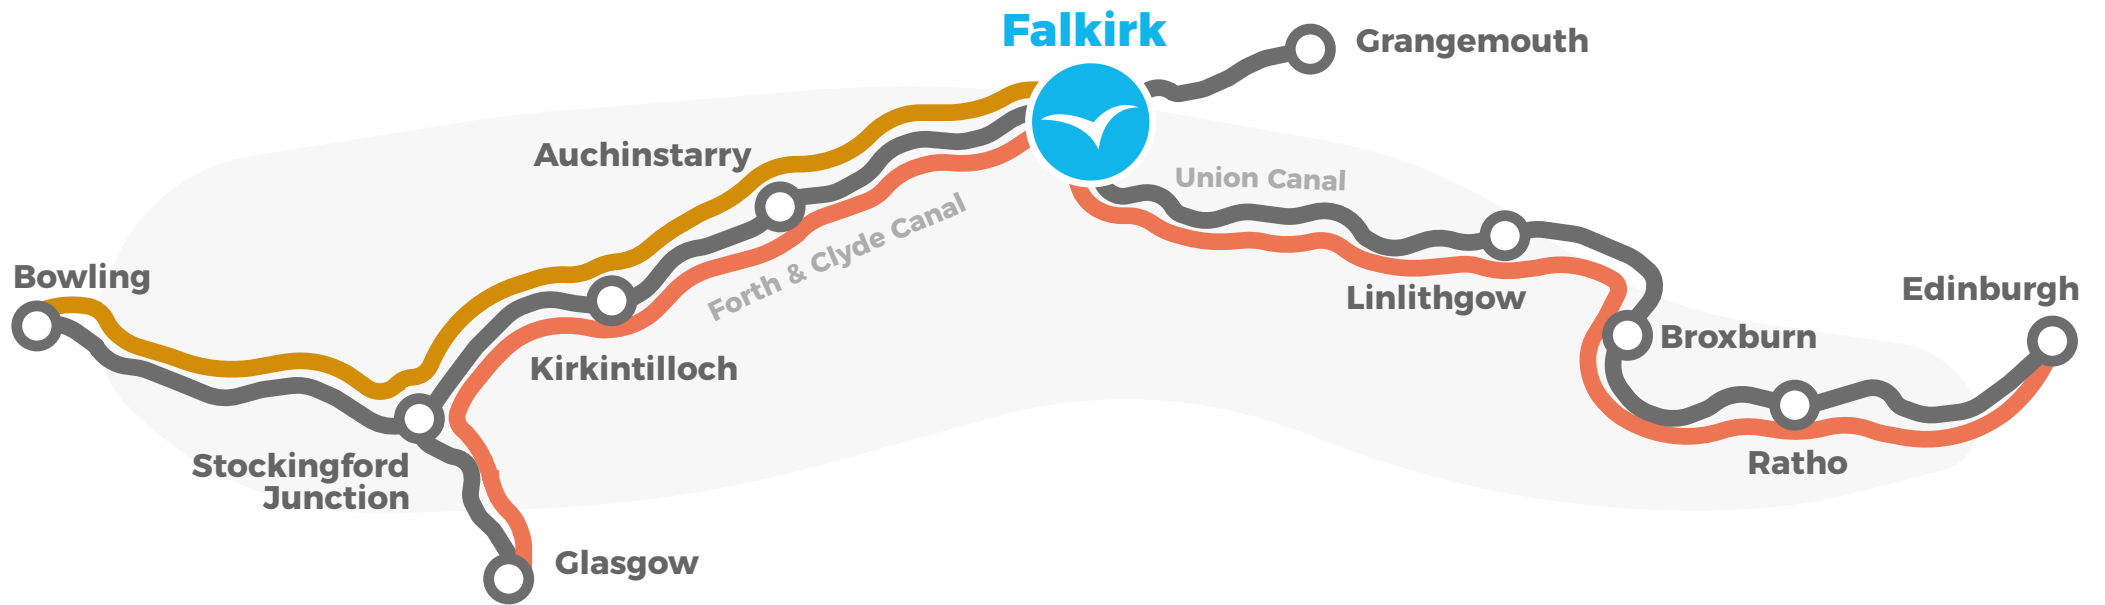 Falkirk
Grangemouth
Auchinstarry
Union Canal
Forth & Clyde Canal
Bowling
Linlithgow
Edinburgh
Broxburn
Kirkintilloch
Stockingford
Junction
Ratho
Glasgow